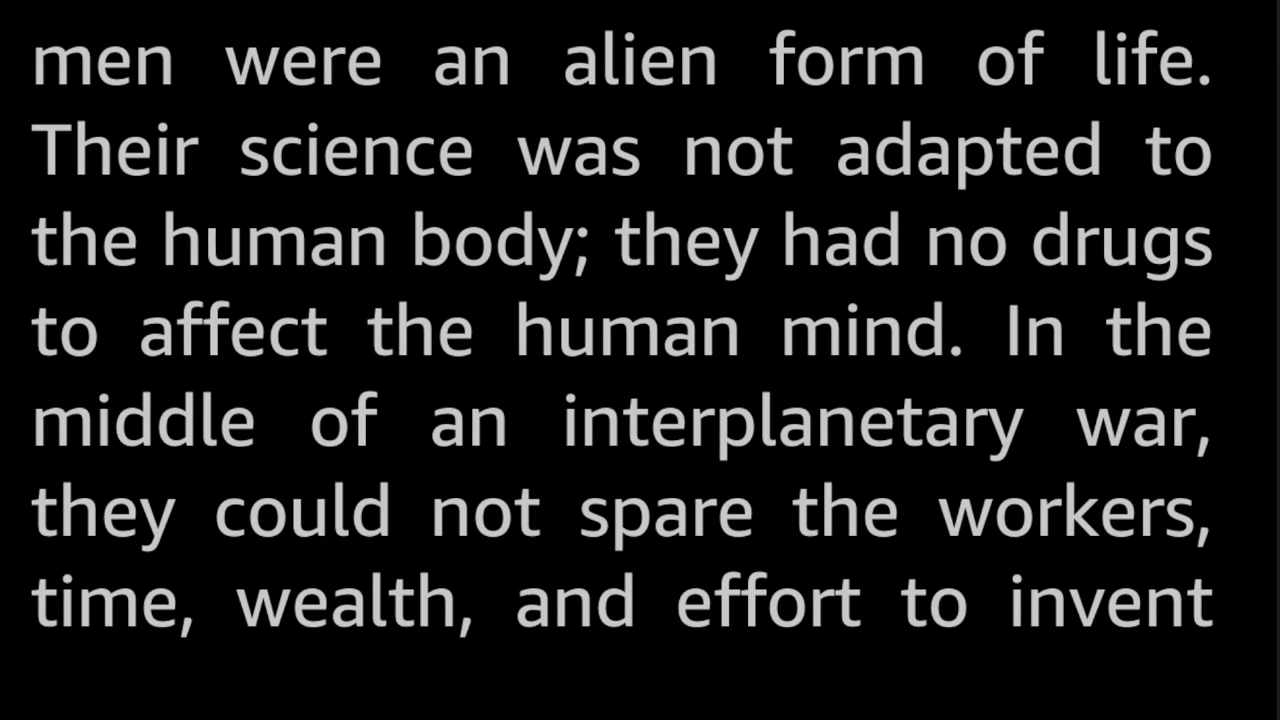 men were an alien form of life.
Their science was not adapted to
the human body; they had no drugs
to affect the human mind. In the
middle of an interplanetary war,
they could not spare the workers,
time, wealth, and effort to invent